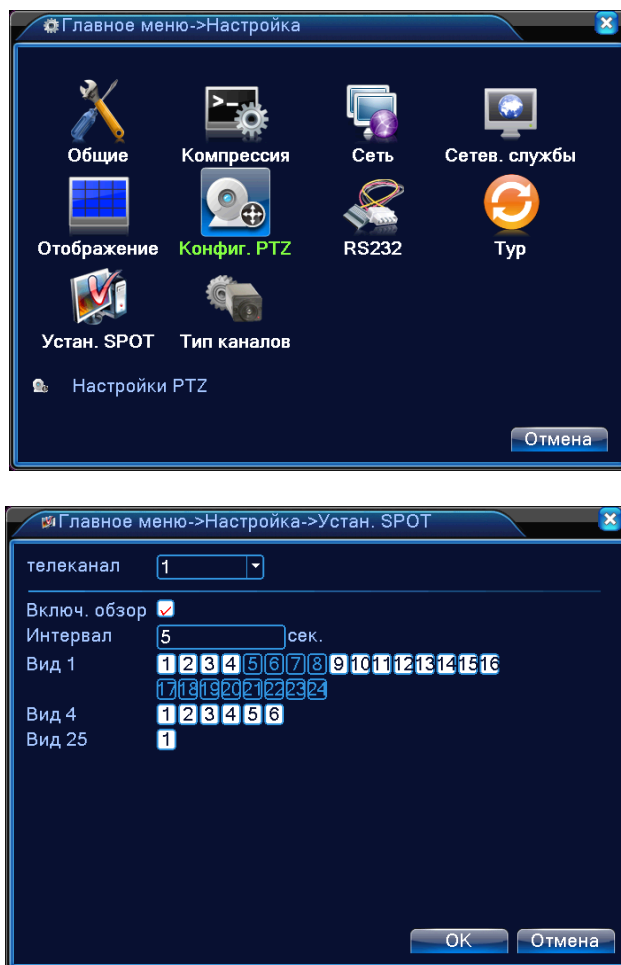 Главное меню->Настройка
Общие Компрессия Сеть Сетев. службы
Отображение Конфиг. PTZ RS232 Тур
Устан. SPOT Тип каналов
Настройки PTZ
Отмена
Главное меню->Настройка->Устан. SPOT
телеканал 1
Включ. обзор
Интервал 5 сек.
Вид 1 1 2 3 4 5 6 7 8 9 10 11 12 13 14 15 16
17 18 19 20 21 22 23 24
Вид 4 1 2 3 4 5 6
Вид 25 1
OK Отмена